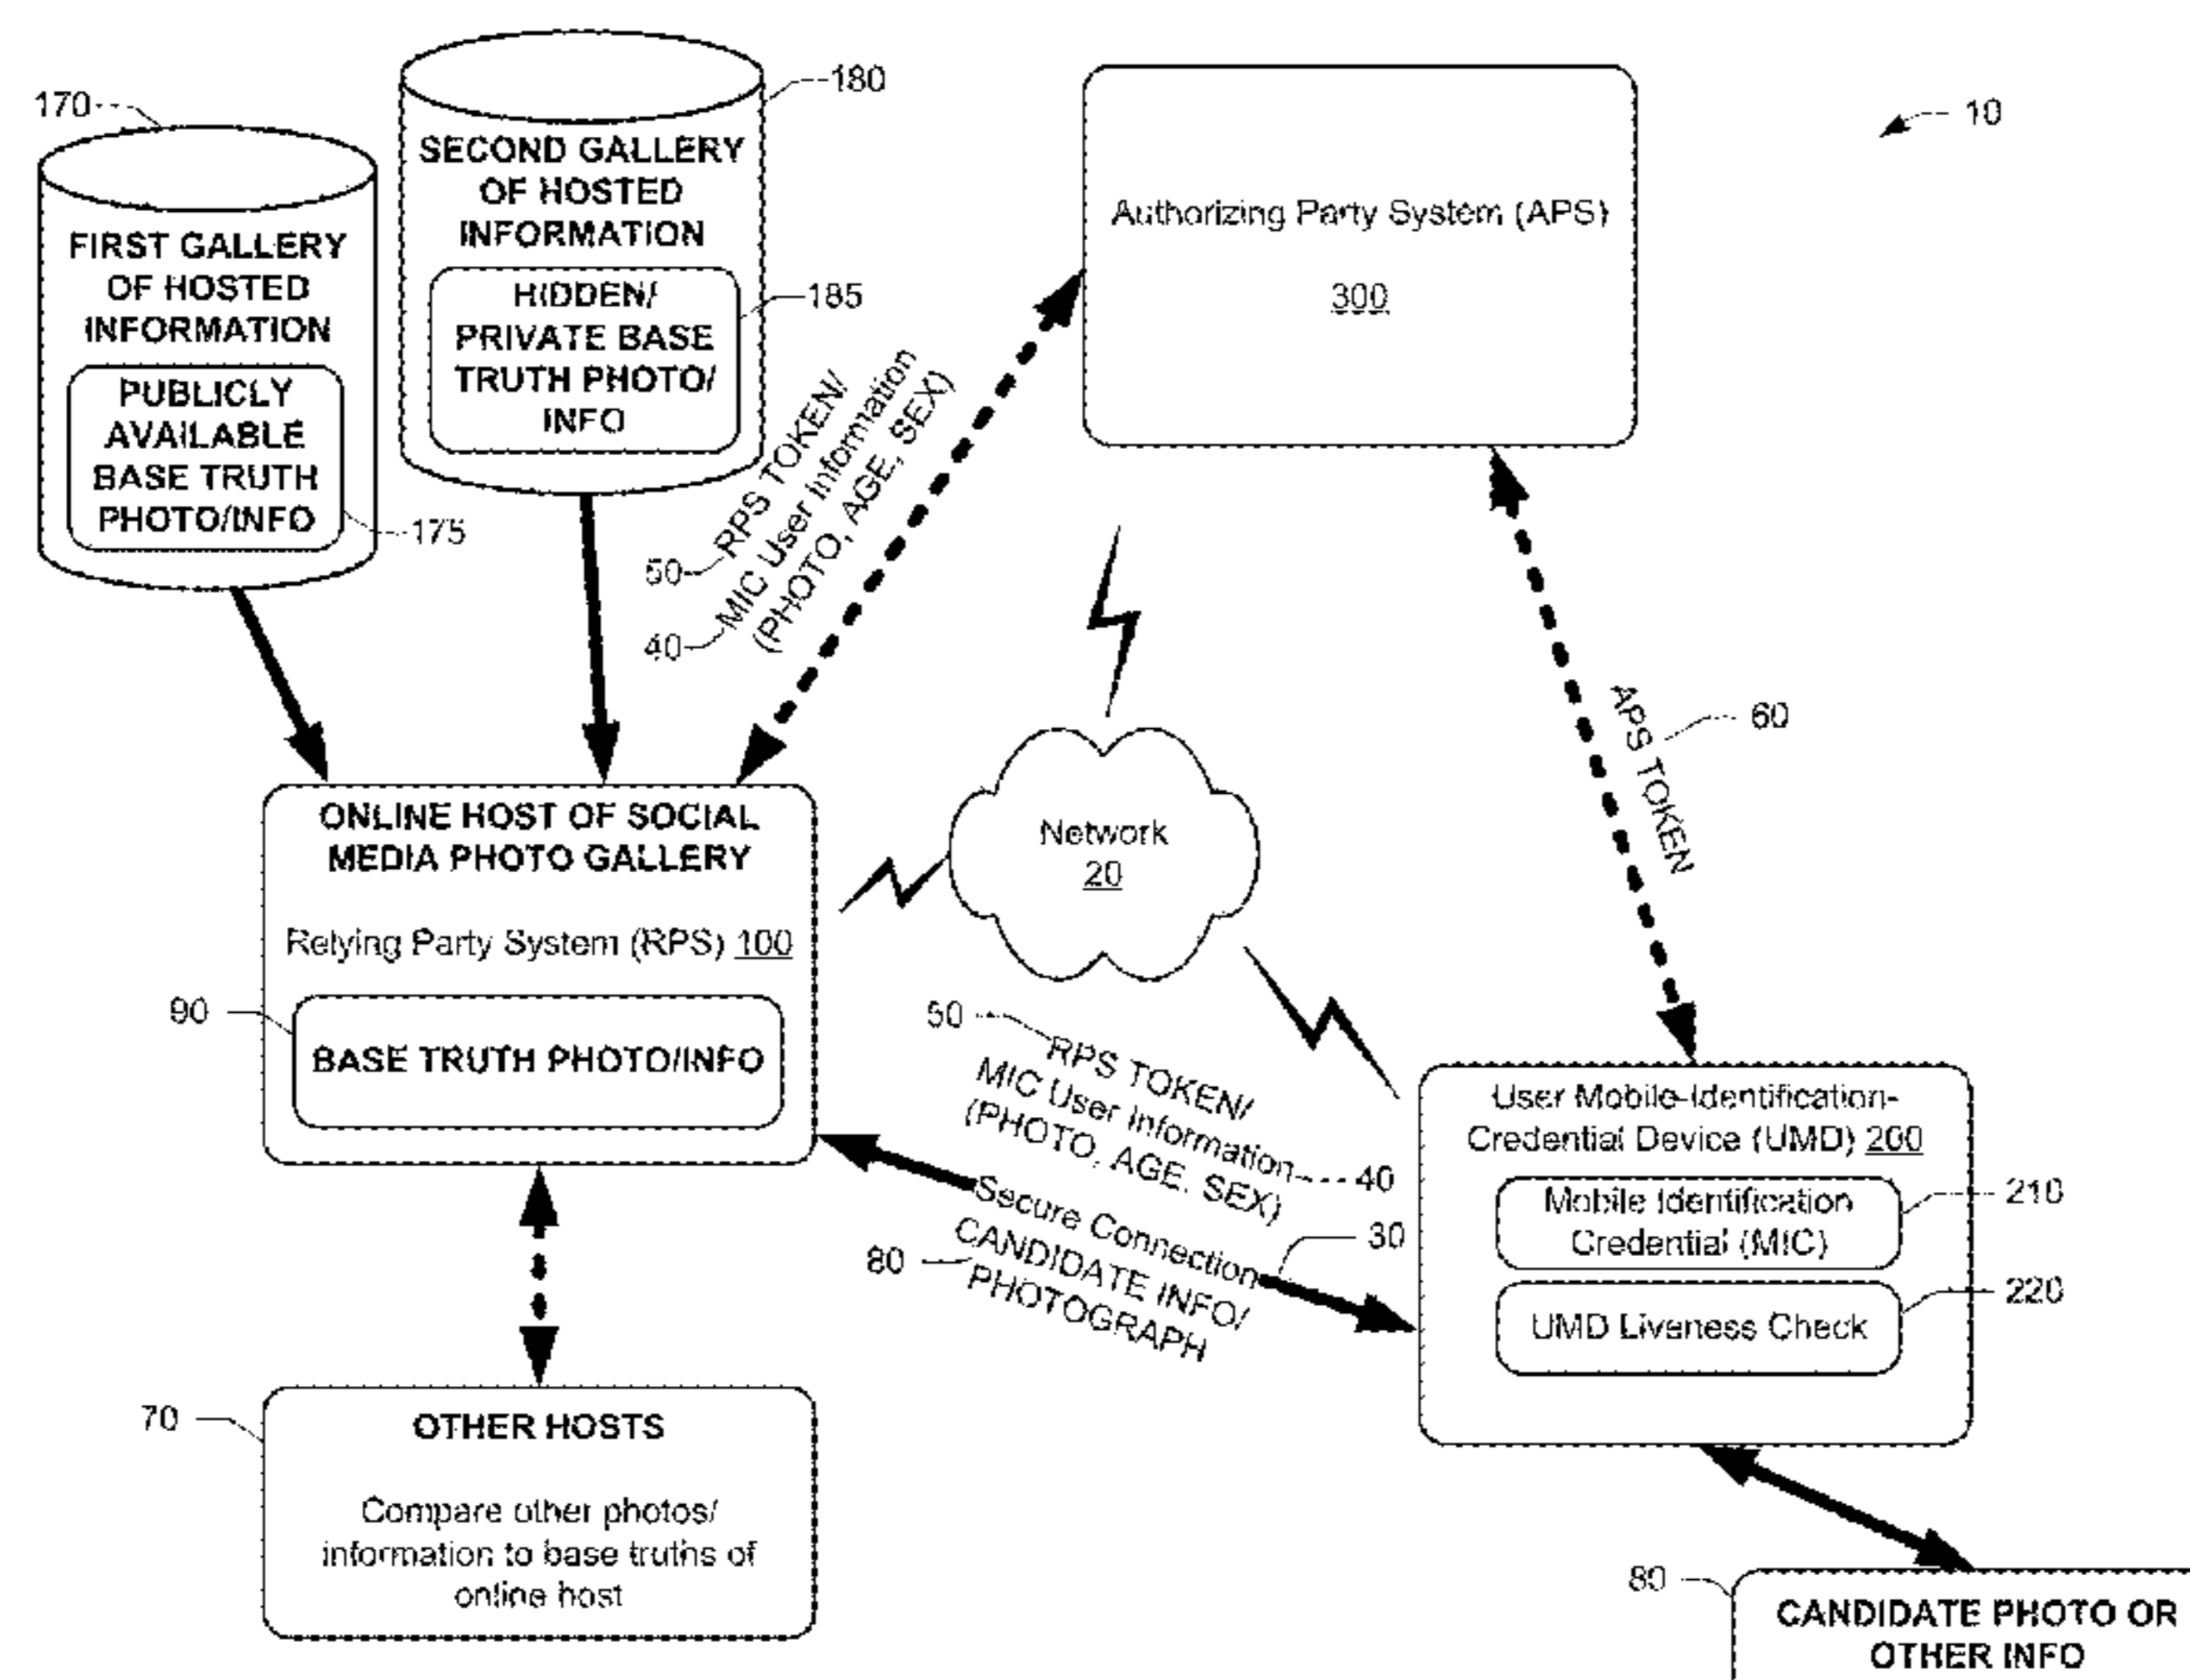 170
FIRST GALLERY
OF HOSTED
INFORMATION
PUBLICLY
AVAILABLE
BASE TRUTH
PHOTO/INFO
175
180
SECOND GALLERY
OF HOSTED
INFORMATION
HIDDEN/
PRIVATE BASE
TRUTH PHOTO/
INFO
185
Authorizing Party System (APS)
300
10
50
RPS TOKEN/
40
MIC User Information
(PHOTO, AGE, SEX)
APS TOKEN
60
Network
20
ONLINE HOST OF SOCIAL
MEDIA PHOTO GALLERY
Relying Party System (RPS) 100
90
BASE TRUTH PHOTO/INFO
50
RPS TOKEN/
MIC User Information
40
(PHOTO, AGE, SEX)
Secure Connection
30
80
CANDIDATE INFO/
PHOTOGRAPH
User Mobile-Identification-
Credential Device (UMD) 200
Mobile Identification
Credential (MIC)
210
UMD Liveness Check
220
70
OTHER HOSTS
Compare other photos/
information to base truths of
online host
80
CANDIDATE PHOTO OR
OTHER INFO